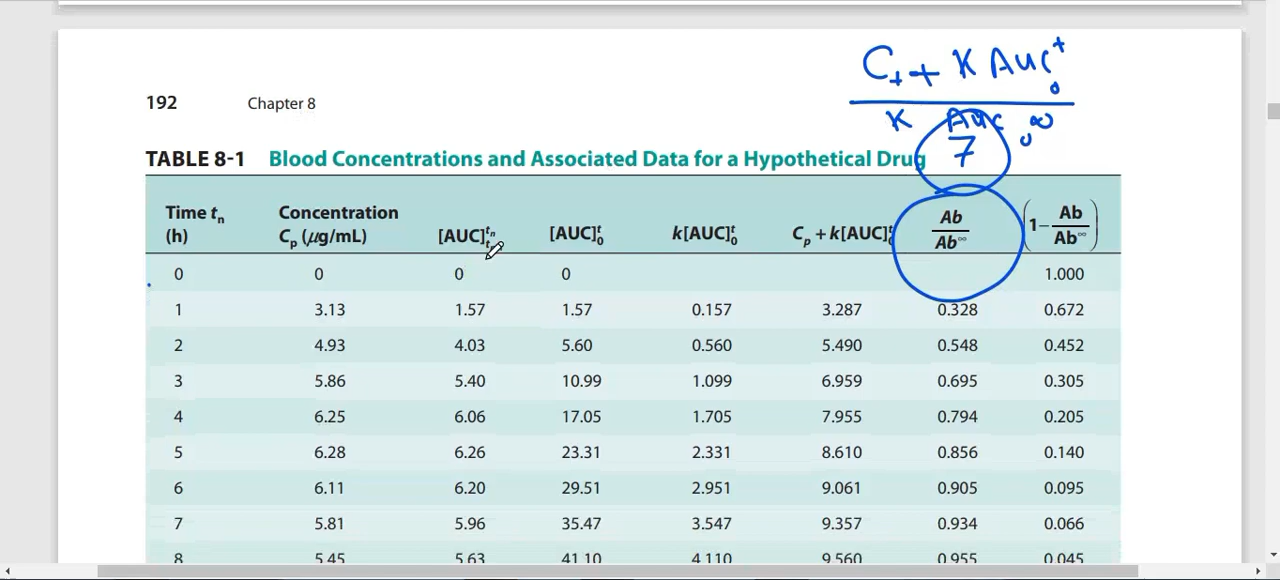 C_t + K AUC^t_0
K AUC^∞_0
7
192 Chapter 8
TABLE 8-1 Blood Concentrations and Associated Data for a Hypothetical Drug
Time tn (h) Concentration Cp (μg/mL) [AUC] [AUC]t0 k[AUC]t0 Cp + k[AUC] Ab/Ab∞ (1−Ab/Ab∞)
0 0 0 0 1.000
1 3.13 1.57 1.57 0.157 3.287 0.328 0.672
2 4.93 4.03 5.60 0.560 5.490 0.548 0.452
3 5.86 5.40 10.99 1.099 6.959 0.695 0.305
4 6.25 6.06 17.05 1.705 7.955 0.794 0.205
5 6.28 6.26 23.31 2.331 8.610 0.856 0.140
6 6.11 6.20 29.51 2.951 9.061 0.905 0.095
7 5.81 5.96 35.47 3.547 9.357 0.934 0.066
8 5.45 5.63 41.10 4.110 9.560 0.955 0.045